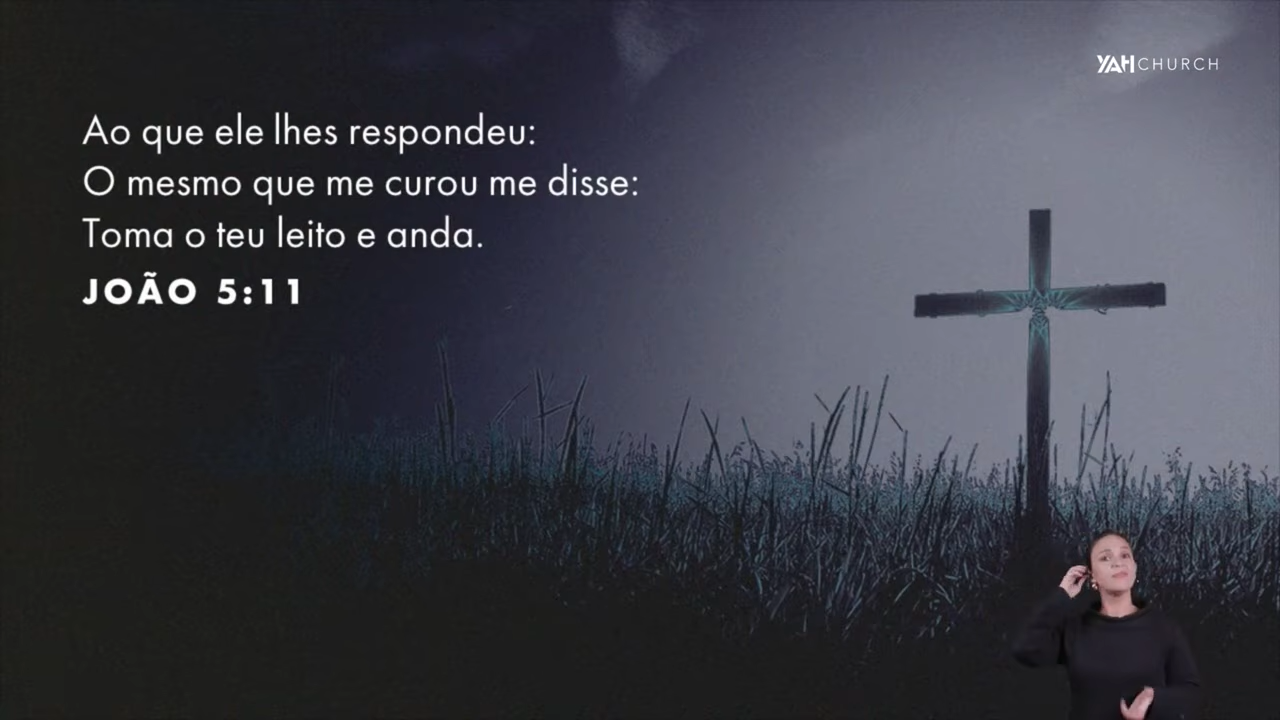 YAHCHURCH
Ao que ele lhes respondeu:
O mesmo que me curou me disse:
Toma o teu leito e anda.
JOÃO 5:11